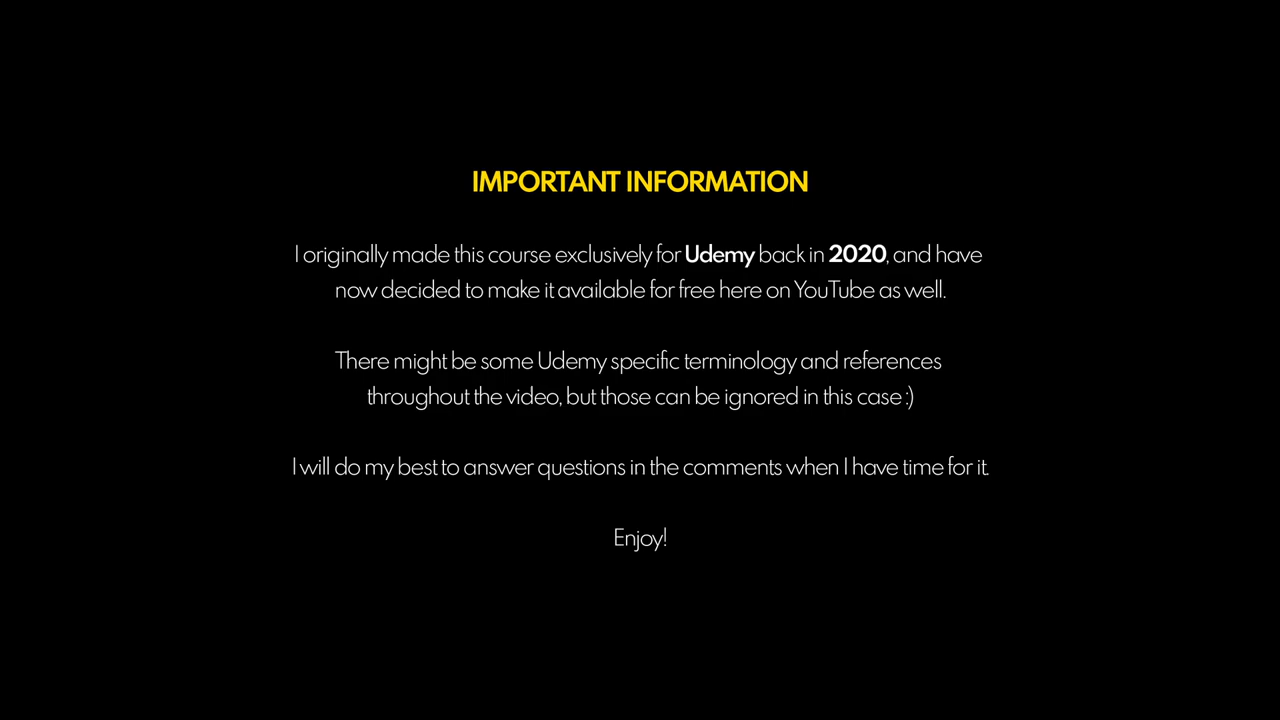 IMPORTANT INFORMATION
I originally made this course exclusively for Udemy back in 2020, and have
now decided to make it available for free here on YouTube as well.
There might be some Udemy specific terminology and references
throughout the video, but those can be ignored in this case :)
I will do my best to answer questions in the comments when I have time for it.
Enjoy!